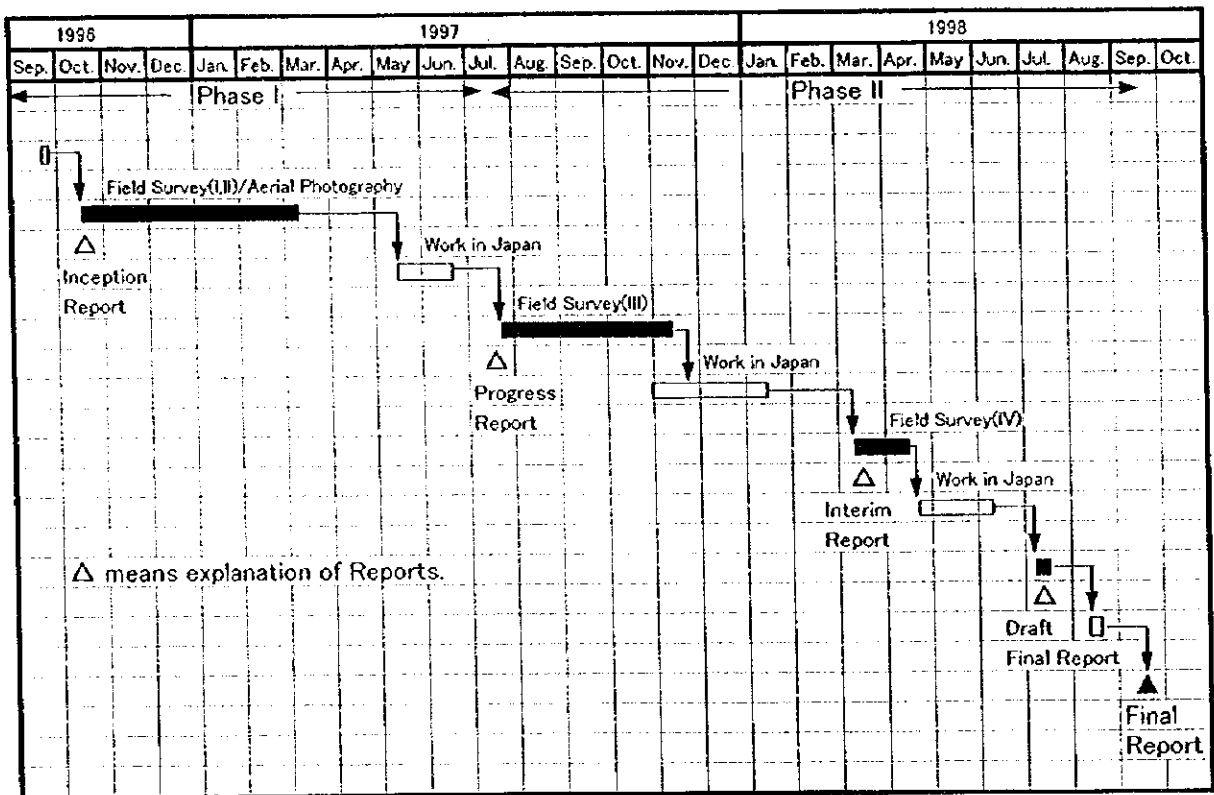 1996 1997 1998
Sep. Oct. Nov. Dec. Jan. Feb. Mar. Apr. May Jun. Jul. Aug. Sep. Oct. Nov. Dec. Jan. Feb. Mar. Apr. May Jun. Jul. Aug. Sep. Oct.
Phase I Phase II
Field Survey(I,II)/Aerial Photography
Inception
Report
Work in Japan
Field Survey(III)
Progress
Report
Work in Japan
Field Survey(IV)
Interim
Report
Work in Japan
△ means explanation of Reports.
Draft
Final Report
Final
Report